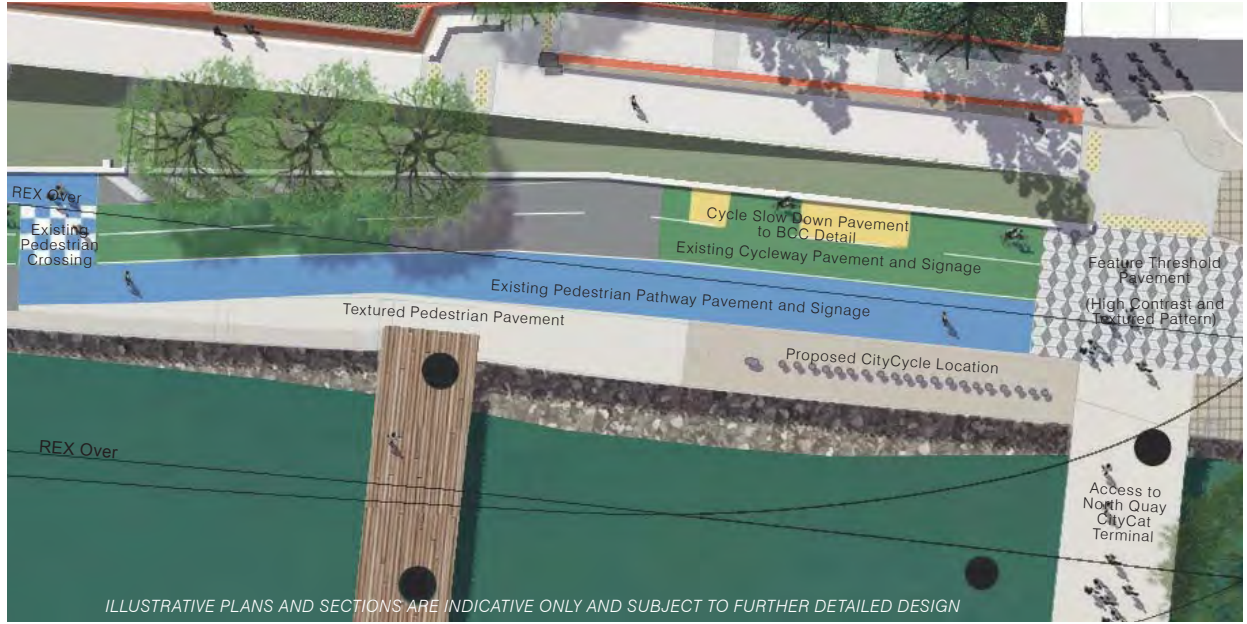 REX Over
Existing
Pedestrian
Crossing
Cycle Slow Down Pavement
to BCC Detail
Existing Cycleway Pavement and Signage
Feature Threshold
Pavement
(High Contrast and
Textured Pattern)
Existing Pedestrian Pathway Pavement and Signage
Textured Pedestrian Pavement
Proposed CityCycle Location
REX Over
Access to
North Quay
CityCat
Terminal
ILLUSTRATIVE PLANS AND SECTIONS ARE INDICATIVE ONLY AND SUBJECT TO FURTHER DETAILED DESIGN